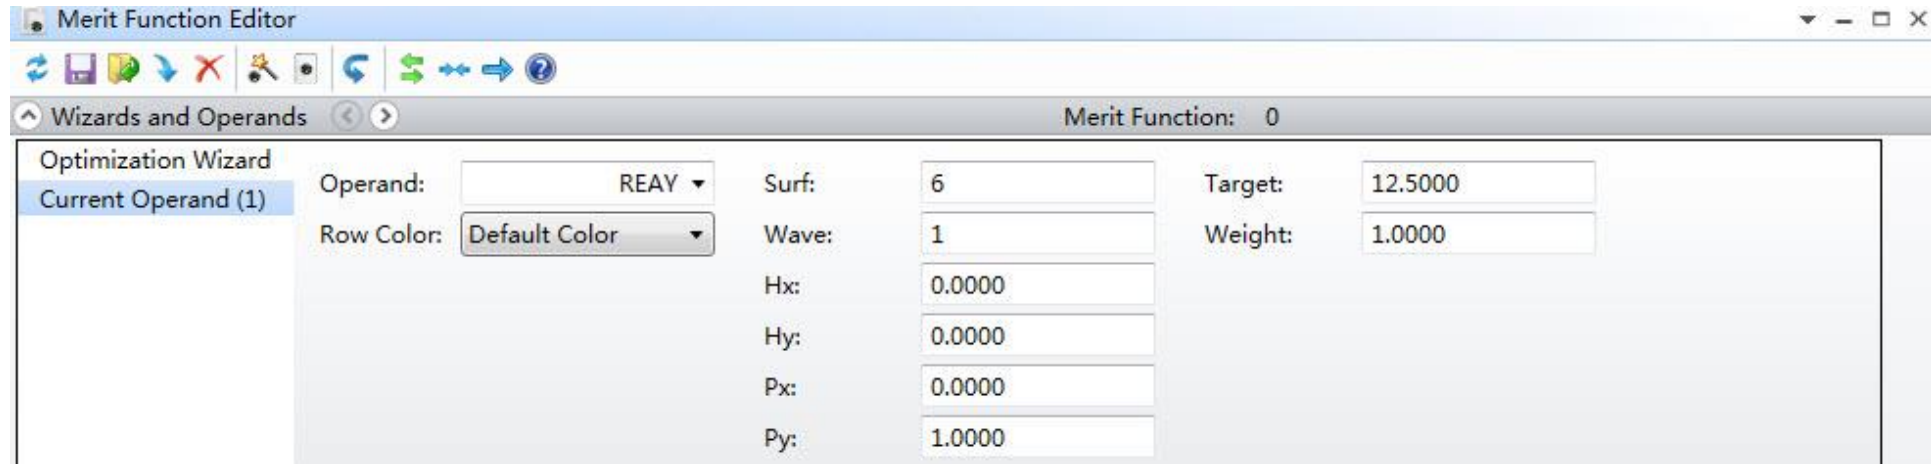 Merit Function Editor
Wizards and Operands Merit Function: 0
Optimization Wizard
Current Operand (1)
Operand: REAY Surf: 6 Target: 12.5000
Row Color: Default Color Wave: 1 Weight: 1.0000
Hx: 0.0000
Hy: 0.0000
Px: 0.0000
Py: 1.0000